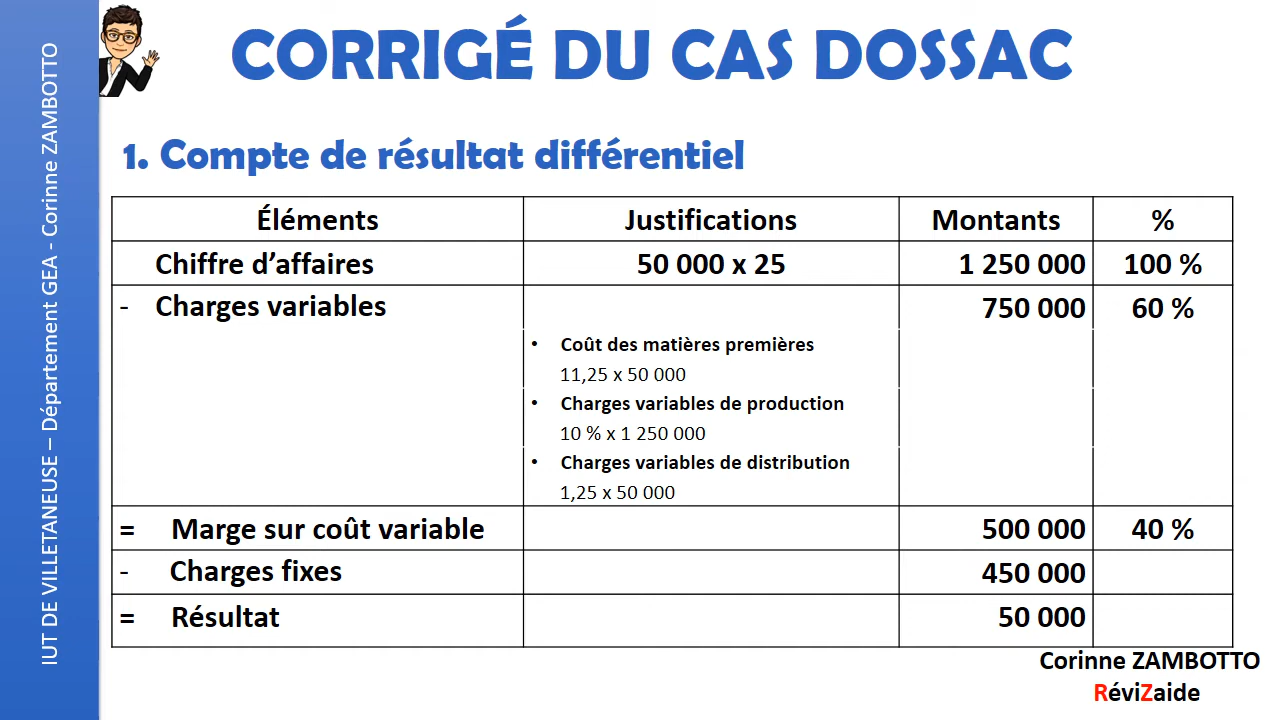 IUT DE VILLETANEUSE – Département GEA - Corinne ZAMBOTTO
CORRIGÉ DU CAS DOSSAC
1. Compte de résultat différentiel
Éléments Justifications Montants %
Chiffre d’affaires 50 000 x 25 1 250 000 100 %
- Charges variables 750 000 60 %
• Coût des matières premières
11,25 x 50 000
• Charges variables de production
10 % x 1 250 000
• Charges variables de distribution
1,25 x 50 000
= Marge sur coût variable 500 000 40 %
- Charges fixes 450 000
= Résultat 50 000
Corinne ZAMBOTTO
RéviZaide